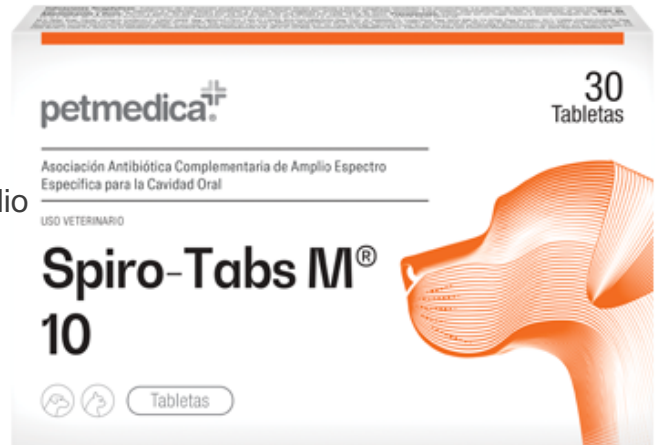 petmedica
30
Tabletas
Asociación Antibiótica Complementaria de Amplio Espectro
Específica para la Cavidad Oral
lio
USO VETERINARIO
Spiro-Tabs M®
10
Tabletas